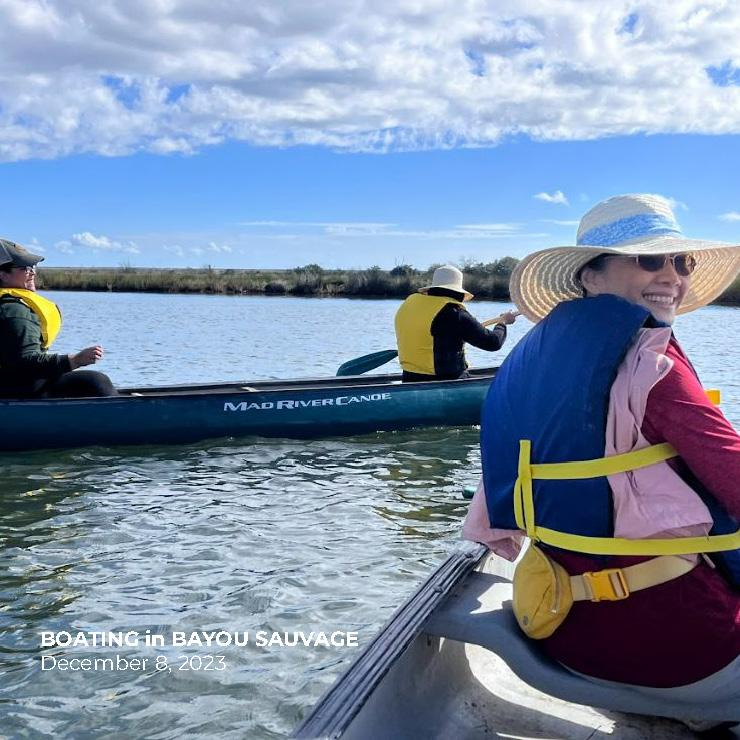 MAD RIVER CANOE
BOATING in BAYOU SAUVAGE
December 8, 2023